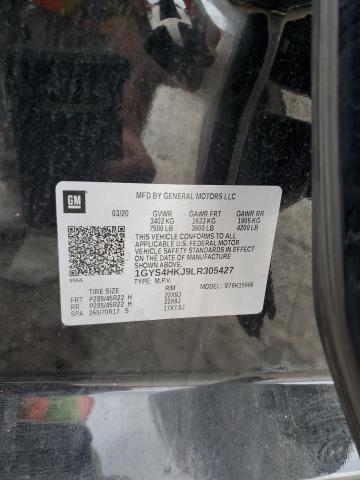 MFD BY GENERAL MOTORS LLC
GM
03/20 GVWR GAWR FRT GAWR RR
3402 KG 1633 KG 1905 KG
7500 LB 3600 LB 4200 LB
THIS VEHICLE CONFORMS TO ALL
APPLICABLE U.S. FEDERAL MOTOR
VEHICLE SAFETY STANDARDS IN
EFFECT ON THE DATE OF MANUFACTURE
SHOWN ABOVE.
1GYS4HKJ9LR305427
TYPE: M.P.V. MODEL:
TIRE SIZE RIM
FRT P285/45R22 H 22X9J
RR P285/45R22 H 22X9J
SPA 265/70R17 S 17X7.5J